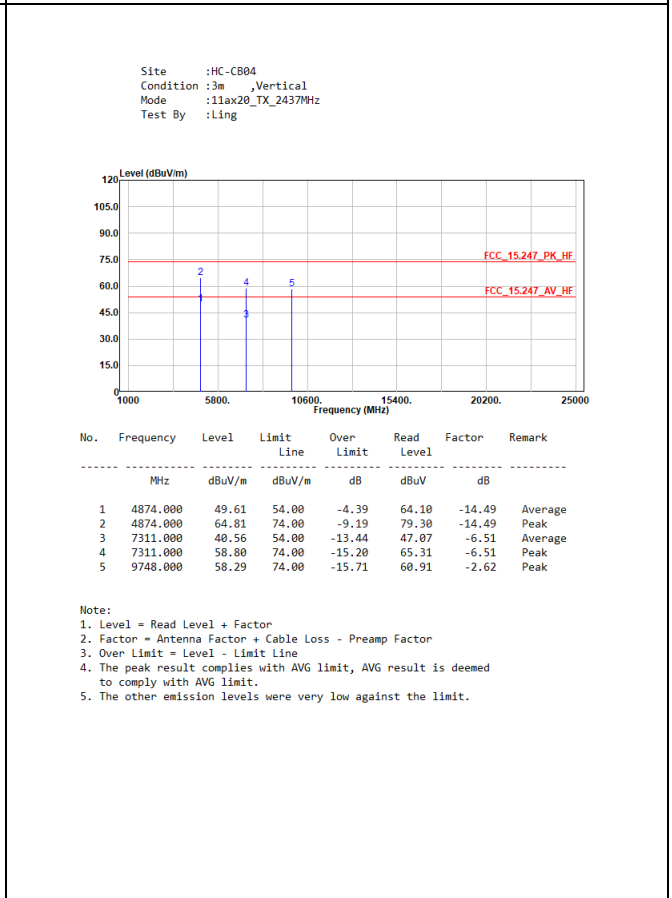 Site      :HC-CB04
Condition :3m    ,Vertical
Mode      :11ax20_TX_2437MHz
Test By   :Ling
Level (dBuV/m)
120
105.0
90.0
75.0
60.0
45.0
30.0
15.0
0
FCC_15.247_PK_HF
FCC_15.247_AV_HF
2
1
4
3
5
1000 5800. 10600. 15400. 20200. 25000
Frequency (MHz)
No. Frequency Level Limit Over Read Factor Remark
Line Limit Level
------ ----------- -------- -------- --------- -------- -------- ---------
MHz dBuV/m dBuV/m dB dBuV dB
1 4874.000 49.61 54.00 -4.39 64.10 -14.49 Average
2 4874.000 64.81 74.00 -9.19 79.30 -14.49 Peak
3 7311.000 40.56 54.00 -13.44 47.07 -6.51 Average
4 7311.000 58.80 74.00 -15.20 65.31 -6.51 Peak
5 9748.000 58.29 74.00 -15.71 60.91 -2.62 Peak
Note:
1. Level = Read Level + Factor
2. Factor = Antenna Factor + Cable Loss - Preamp Factor
3. Over Limit = Level - Limit Line
4. The peak result complies with AVG limit, AVG result is deemed
to comply with AVG limit.
5. The other emission levels were very low against the limit.